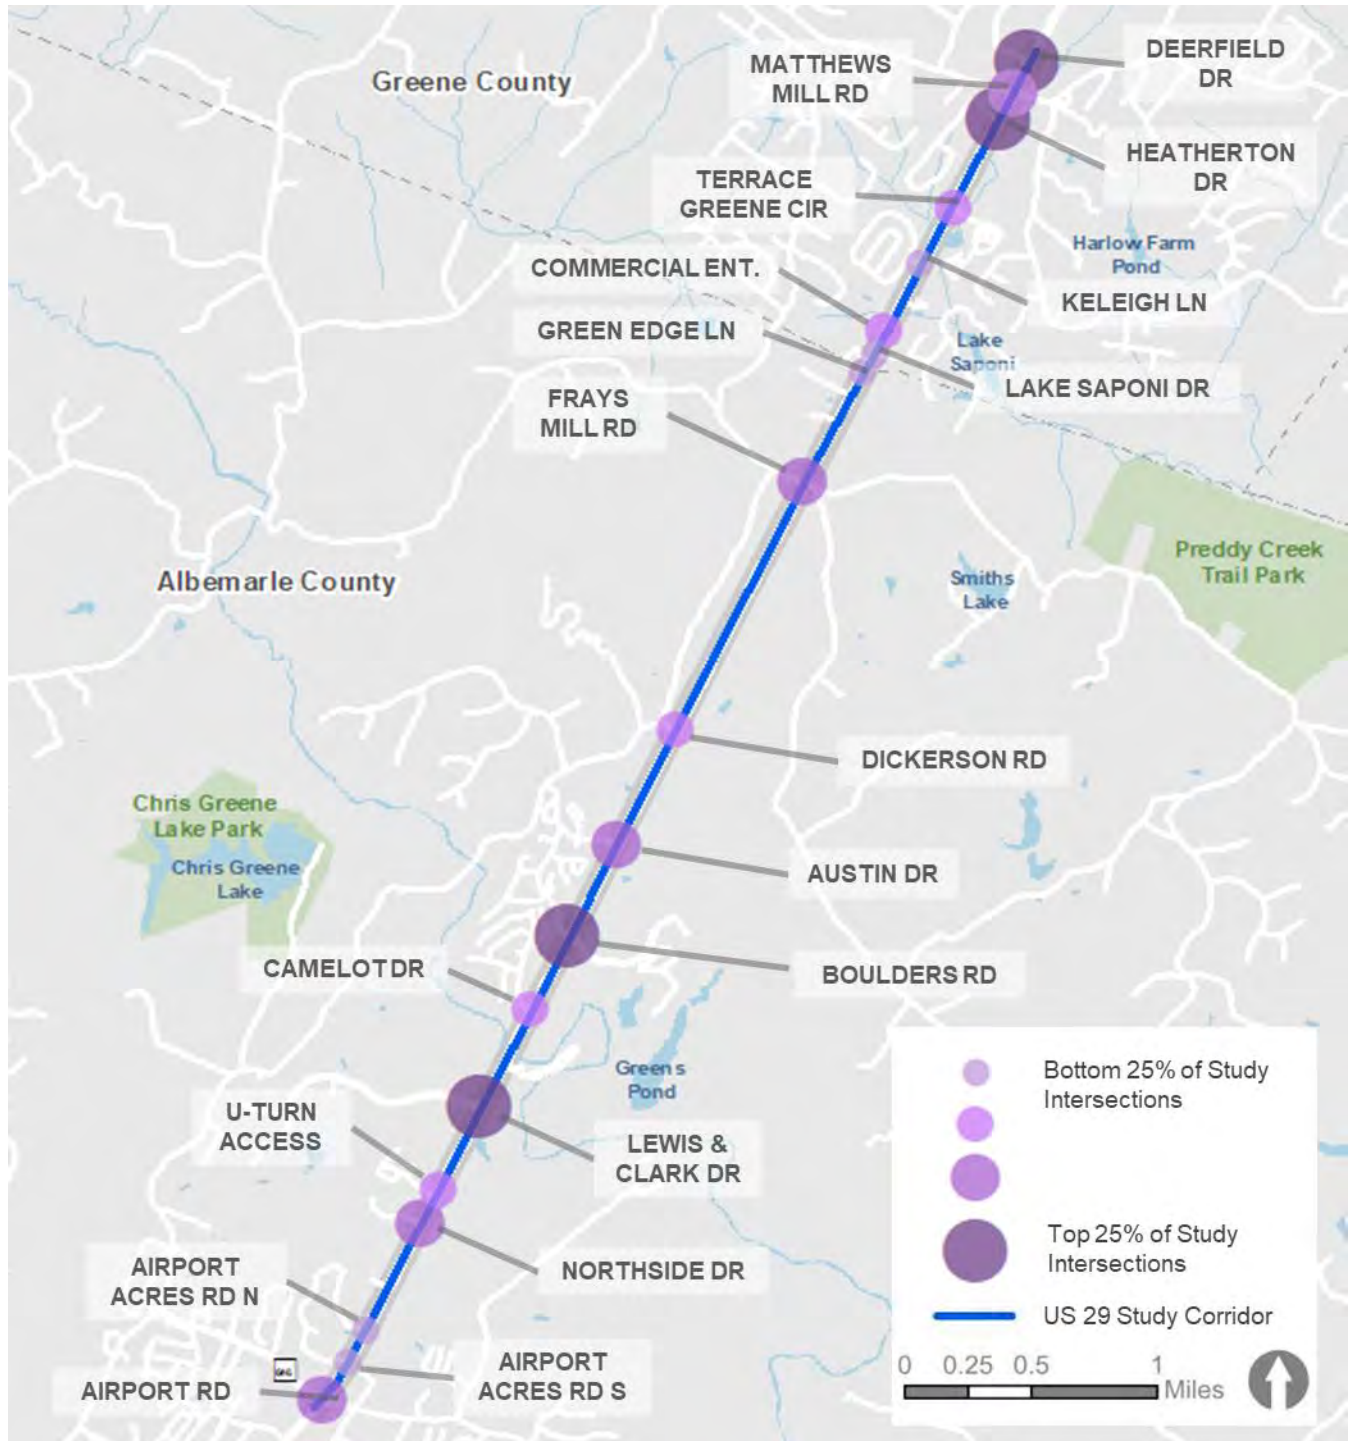 DEERFIELD
DR
MATTHEWS
MILL RD
Greene County
HEATHERTON
DR
TERRACE
GREENE CIR
Harlow Farm
Pond
COMMERCIAL ENT.
KELEIGH LN
GREEN EDGE LN
Lake
Saponi
LAKE SAPONI DR
FRAYS
MILL RD
Preddy Creek
Trail Park
Albemarle County
Smiths
Lake
DICKERSON RD
Chris Greene
Lake Park
Chris Greene
Lake
AUSTIN DR
CAMELOT DR
BOULDERS RD
Green's
Pond
U-TURN
ACCESS
LEWIS &
CLARK DR
NORTHSIDE DR
AIRPORT
ACRES RD N
AIRPORT
ACRES RD S
AIRPORT RD
Bottom 25% of Study
Intersections
Top 25% of Study
Intersections
US 29 Study Corridor
0 0.25 0.5 1
Miles